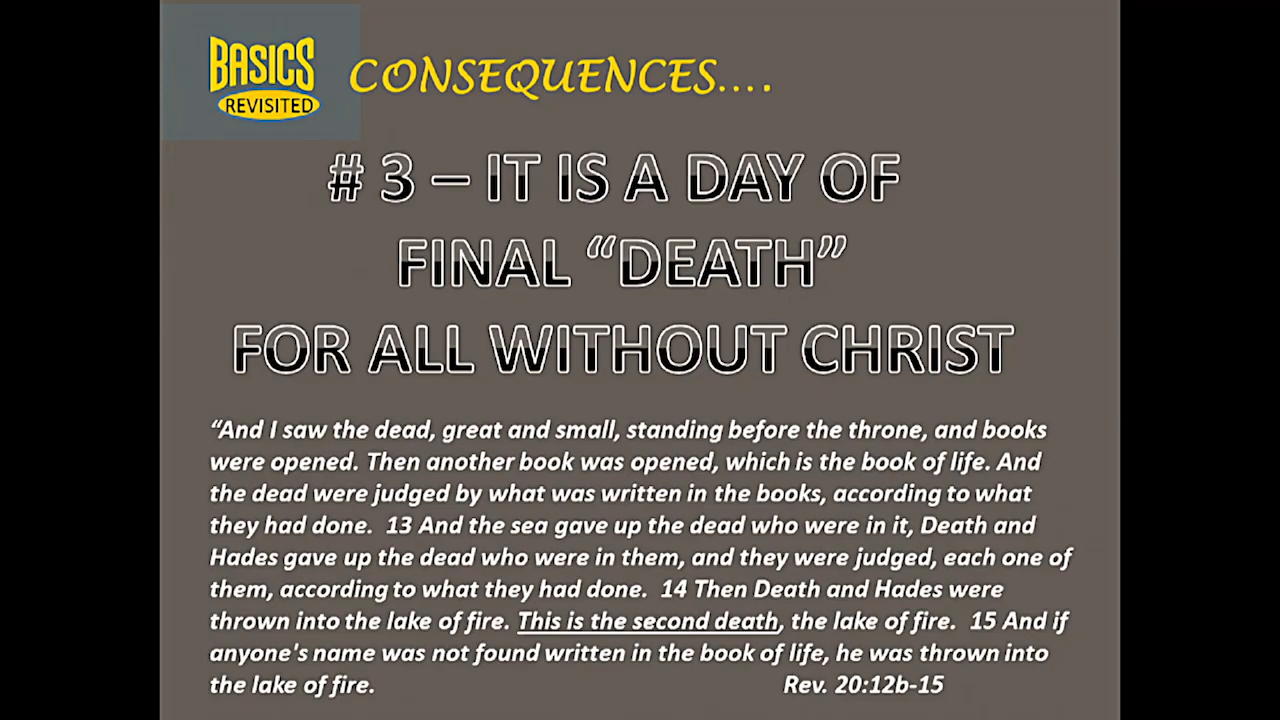 BASICS
REVISITED
CONSEQUENCES....
# 3 – IT IS A DAY OF
FINAL “DEATH”
FOR ALL WITHOUT CHRIST
“And I saw the dead, great and small, standing before the throne, and books
were opened. Then another book was opened, which is the book of life. And
the dead were judged by what was written in the books, according to what
they had done. 13 And the sea gave up the dead who were in it, Death and
Hades gave up the dead who were in them, and they were judged, each one of
them, according to what they had done. 14 Then Death and Hades were
thrown into the lake of fire. This is the second death, the lake of fire. 15 And if
anyone's name was not found written in the book of life, he was thrown into
the lake of fire. Rev. 20:12b-15